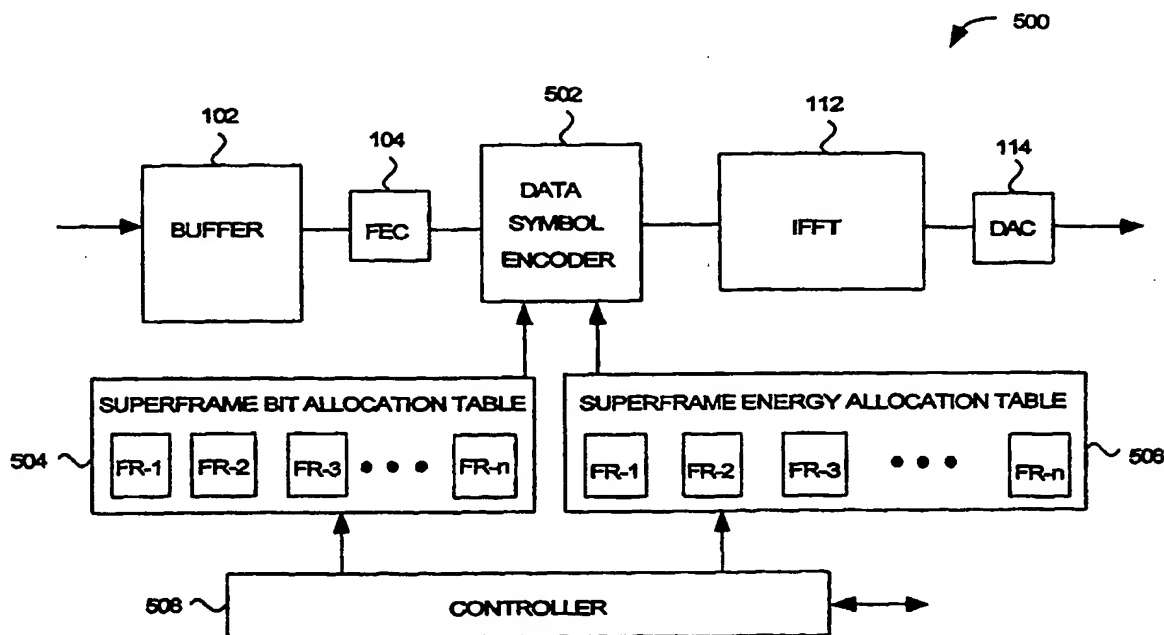 500
102
104
502
112
114
BUFFER
FEC
DATA
SYMBOL
ENCODER
IFFT
DAC
SUPERFRAME BIT ALLOCATION TABLE
504
FR-1 FR-2 FR-3 • • • FR-n
SUPERFRAME ENERGY ALLOCATION TABLE
FR-1 FR-2 FR-3 • • • FR-n
506
508
CONTROLLER